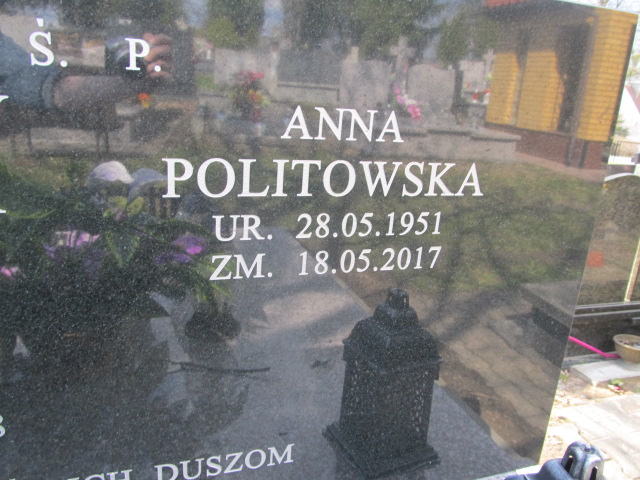 Ś. P.
ANNA
POLITOWSKA
UR. 28.05.1951
ZM. 18.05.2017
DUSZOM